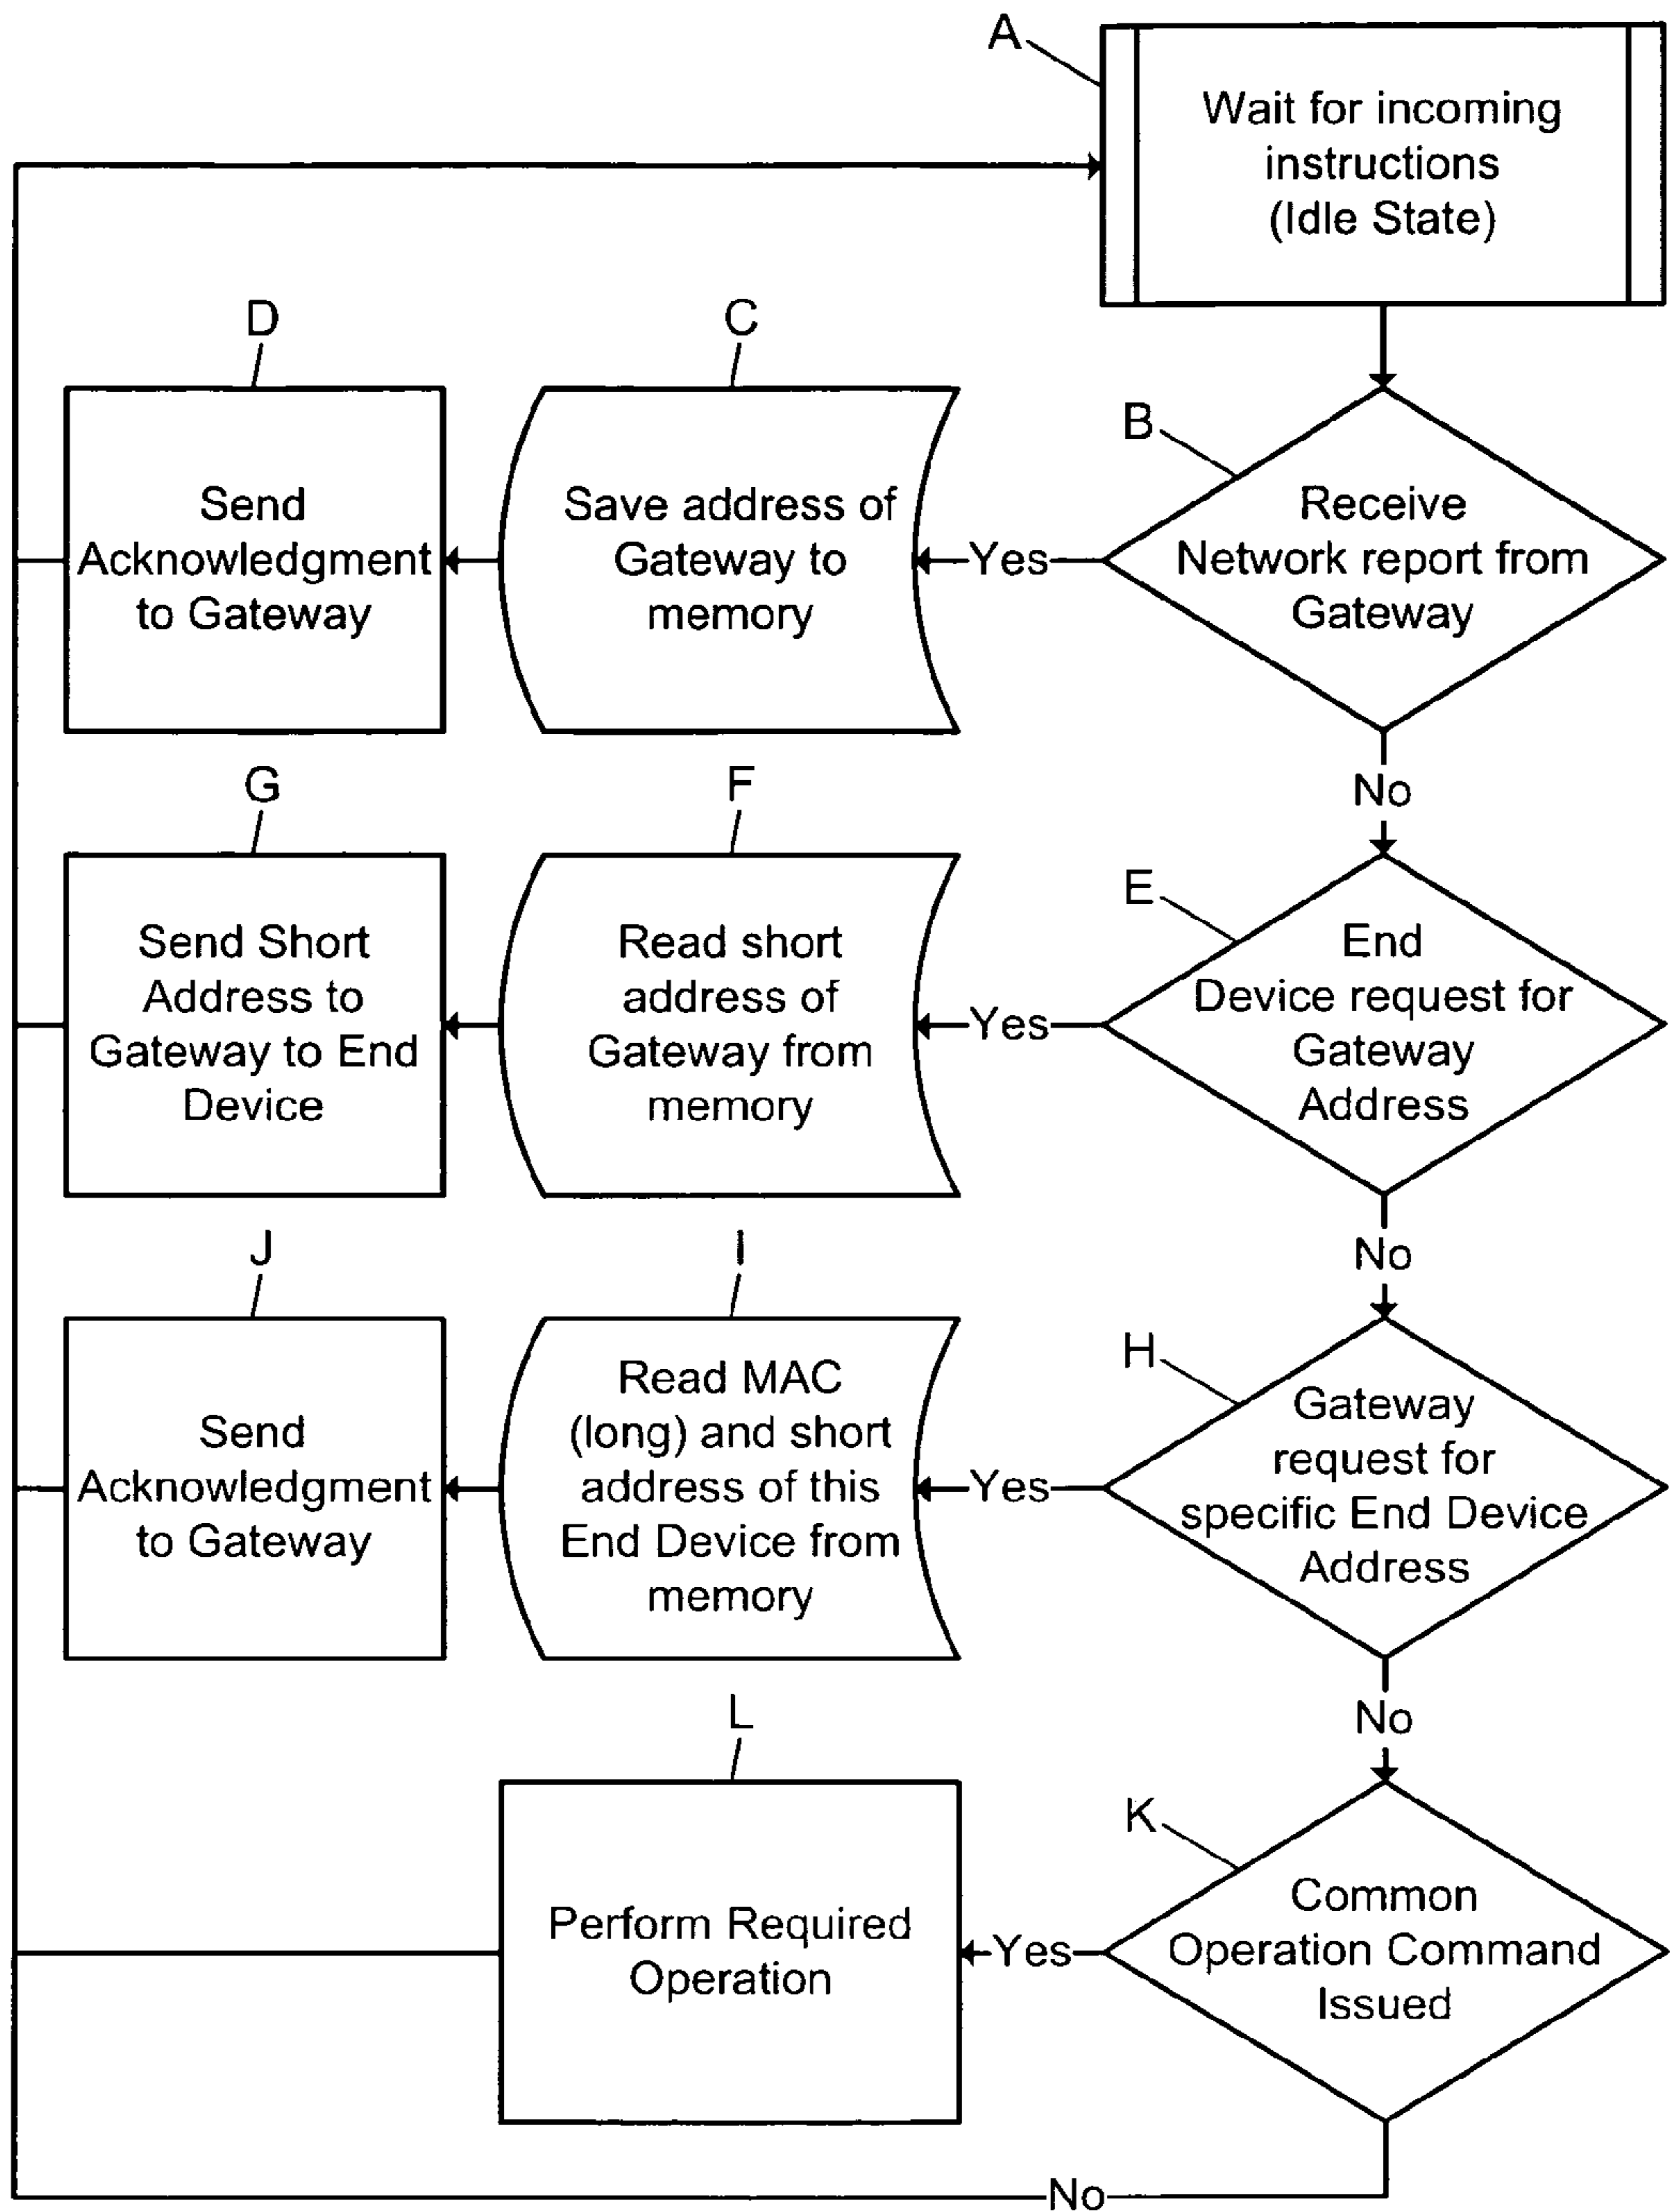 A
Wait for incoming
instructions
(Idle State)
D
C
B
Send
Acknowledgment
to Gateway
Save address of
Gateway to
memory
Yes
Receive
Network report from
Gateway
No
G
F
E
Send Short
Address to
Gateway to End
Device
Read short
address of
Gateway from
memory
Yes
End
Device request for
Gateway
Address
No
J
I
H
Send
Acknowledgment
to Gateway
Read MAC
(long) and short
address of this
End Device from
memory
Yes
Gateway
request for
specific End Device
Address
No
L
K
Perform Required
Operation
Yes
Common
Operation Command
Issued
No